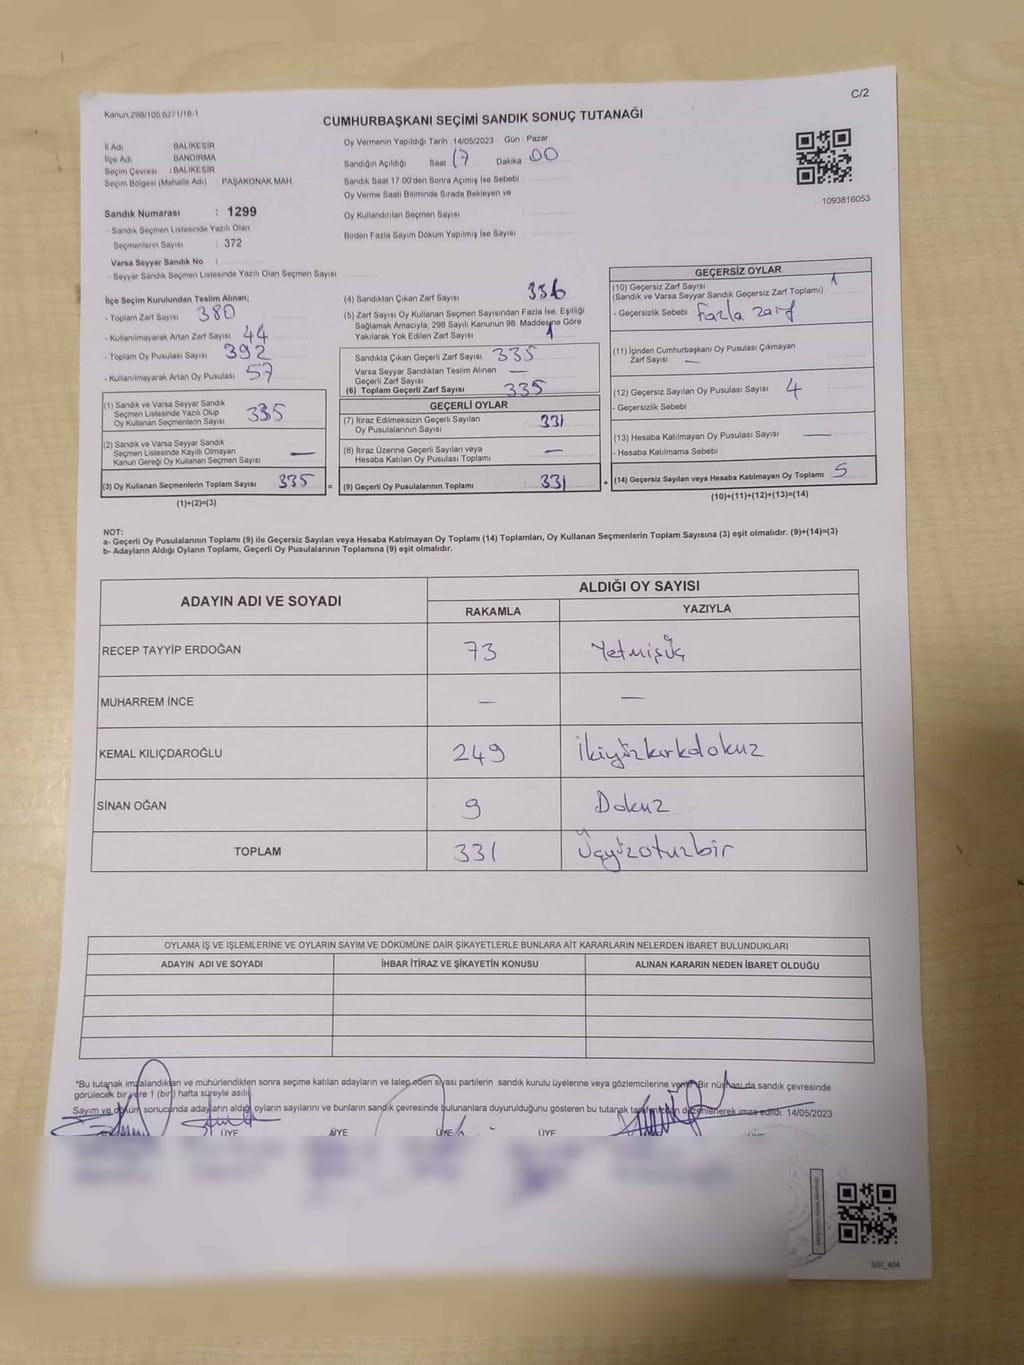 C/2
Kanun 298/105,6271/18-1
CUMHURBAŞKANI SEÇİMİ SANDIK SONUÇ TUTANAĞI
1093816053
İl Adı BALIKESİR
İlçe Adı BANDIRMA
Seçim Çevresi : BALIKESİR
Seçim Bölgesi (Mahalle Adı) PAŞAKONAK MAH
Sandık Numarası : 1299
- Sandık Seçmen Listesinde Yazılı Olan
Seçmenlerin Sayısı : 372
Varsa Seyyar Sandık No :
- Seyyar Sandık Seçmen Listesinde Yazılı Olan Seçmen Sayısı
Oy Vermenin Yapıldığı Tarih 14/05/2023 Gün Pazar
Sandığın Açıldığı Saat 17 Dakika 00
Sandık Saat 17.00'den Sonra Açımış İse Sebebi
Oy Verme Saati Bitiminde Sırada Bekleyen ve
Oy Kullandırılan Seçmen Sayısı
Birden Fazla Sayım Döküm Yapılmış İse Sayısı
İlçe Seçim Kurulundan Teslim Alınan;
- Toplam Zarf Sayısı 380
- Kullanılmayarak Artan Zarf Sayısı 44
- Toplam Oy Pusulası Sayısı 392
- Kullanılmayarak Artan Oy Pusulası 57
(1) Sandık ve Varsa Seyyar Sandık
Seçmen Listesinde Yazılı Olup
Oy Kullanan Seçmenlerin Sayısı 335
(2) Sandık ve Varsa Seyyar Sandık
Seçmen Listesinde Kayıtlı Olmayan
Kanun Gereği Oy Kullanan Seçmen Sayısı —
(3) Oy Kullanan Seçmenlerin Toplam Sayısı 335 =
(1)+(2)=(3)
(4) Sandıktan Çıkan Zarf Sayısı 336
(5) Zarf Sayısı Oy Kullanan Seçmen Sayısından Fazla İse, Eşitliği
Sağlamak Amacıyla, 298 Sayılı Kanunun 98. Maddesine Göre
Yakılarak Yok Edilen Zarf Sayısı 1
Sandıkta Çıkan Geçerli Zarf Sayısı 335
Varsa Seyyar Sandıktan Teslim Alınan
Geçerli Zarf Sayısı —
(6) Toplam Geçerli Zarf Sayısı 335
GEÇERLİ OYLAR
(7) İtiraz Edilmeksizin Geçerli Sayılan
Oy Pusulalarının Sayısı 331
(8) İtiraz Üzerine Geçerli Sayılan veya
Hesaba Katılan Oy Pusulası Toplamı —
(9) Geçerli Oy Pusulalarının Toplamı : 331 +
GEÇERSİZ OYLAR
(10) Geçersiz Zarf Sayısı 1
(Sandık ve Varsa Seyyar Sandık Geçersiz Zarf Toplamı)
- Geçersizlik Sebebi Fazla Zarf
(11) İçinden Cumhurbaşkanı Oy Pusulası Çıkmayan
Zarf Sayısı —
(12) Geçersiz Sayılan Oy Pusulası Sayısı 4
- Geçersizlik Sebebi
(13) Hesaba Katılmayan Oy Pusulası Sayısı —
- Hesaba Katılmama Sebebi
(14) Geçersiz Sayılan veya Hesaba Katılmayan Oy Toplamı 5
(10)+(11)+(12)+(13)=(14)
NOT:
a- Geçerli Oy Pusulalarının Toplamı (9) ile Geçersiz Sayılan veya Hesaba Katılmayan Oy Toplamı (14) Toplamları, Oy Kullanan Seçmenlerin Toplam Sayısına (3) eşit olmalıdır. (9)+(14)=(3)
b- Adayların Aldığı Oyların Toplamı, Geçerli Oy Pusulalarının Toplamına (9) eşit olmalıdır.
ADAYIN ADI VE SOYADI
ALDIĞI OY SAYISI
RAKAMLA YAZIYLA
RECEP TAYYİP ERDOĞAN 73 Yetmişüç
MUHARREM İNCE — —
KEMAL KILIÇDAROĞLU 249 İkiyüzkırkdokuz
SİNAN OĞAN 9 Dokuz
TOPLAM 331 Üçyüzotuzbir
OYLAMA İŞ VE İŞLEMLERİNE VE OYLARIN SAYIM VE DÖKÜMÜNE DAİR ŞİKAYETLERLE BUNLARA AİT KARARLARIN NELERDEN İBARET BULUNDUKLARI
ADAYIN ADI VE SOYADI İHBAR İTİRAZ VE ŞİKAYETİN KONUSU ALINAN KARARIN NEDEN İBARET OLDUĞU
*Bu tutanak imzalandıktan ve mühürlendikten sonra seçime katılan adayların ve talep eden siyasi partilerin sandık kurulu üyelerine veya gözlemcilerine verilir. Bir nüshası da sandık çevresinde
görülecek bir yere 1 (bir) hafta süreyle asılır.
Sayım ve döküm sonucunda adayların aldığı oyların sayılarını ve bunların sandık çevresinde bulunanlara duyurulduğunu gösteren bu tutanak tarafımızdan düzenlenerek imza edildi. 14/05/2023
ÜYE ÜYE ÜYE ÜYE
SSI_404